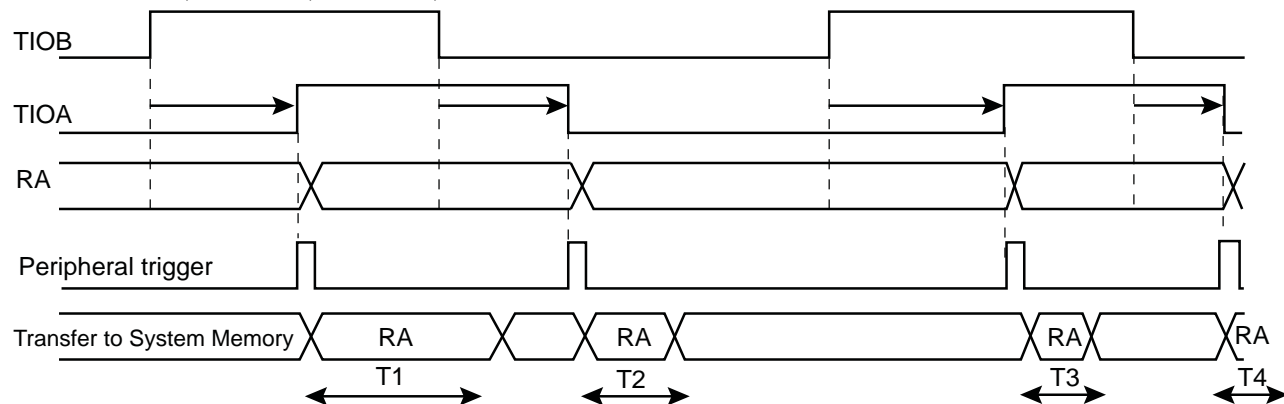 TIOB
TIOA
RA
Peripheral trigger
Transfer to System Memory RA RA RA RA
T1 T2 T3 T4